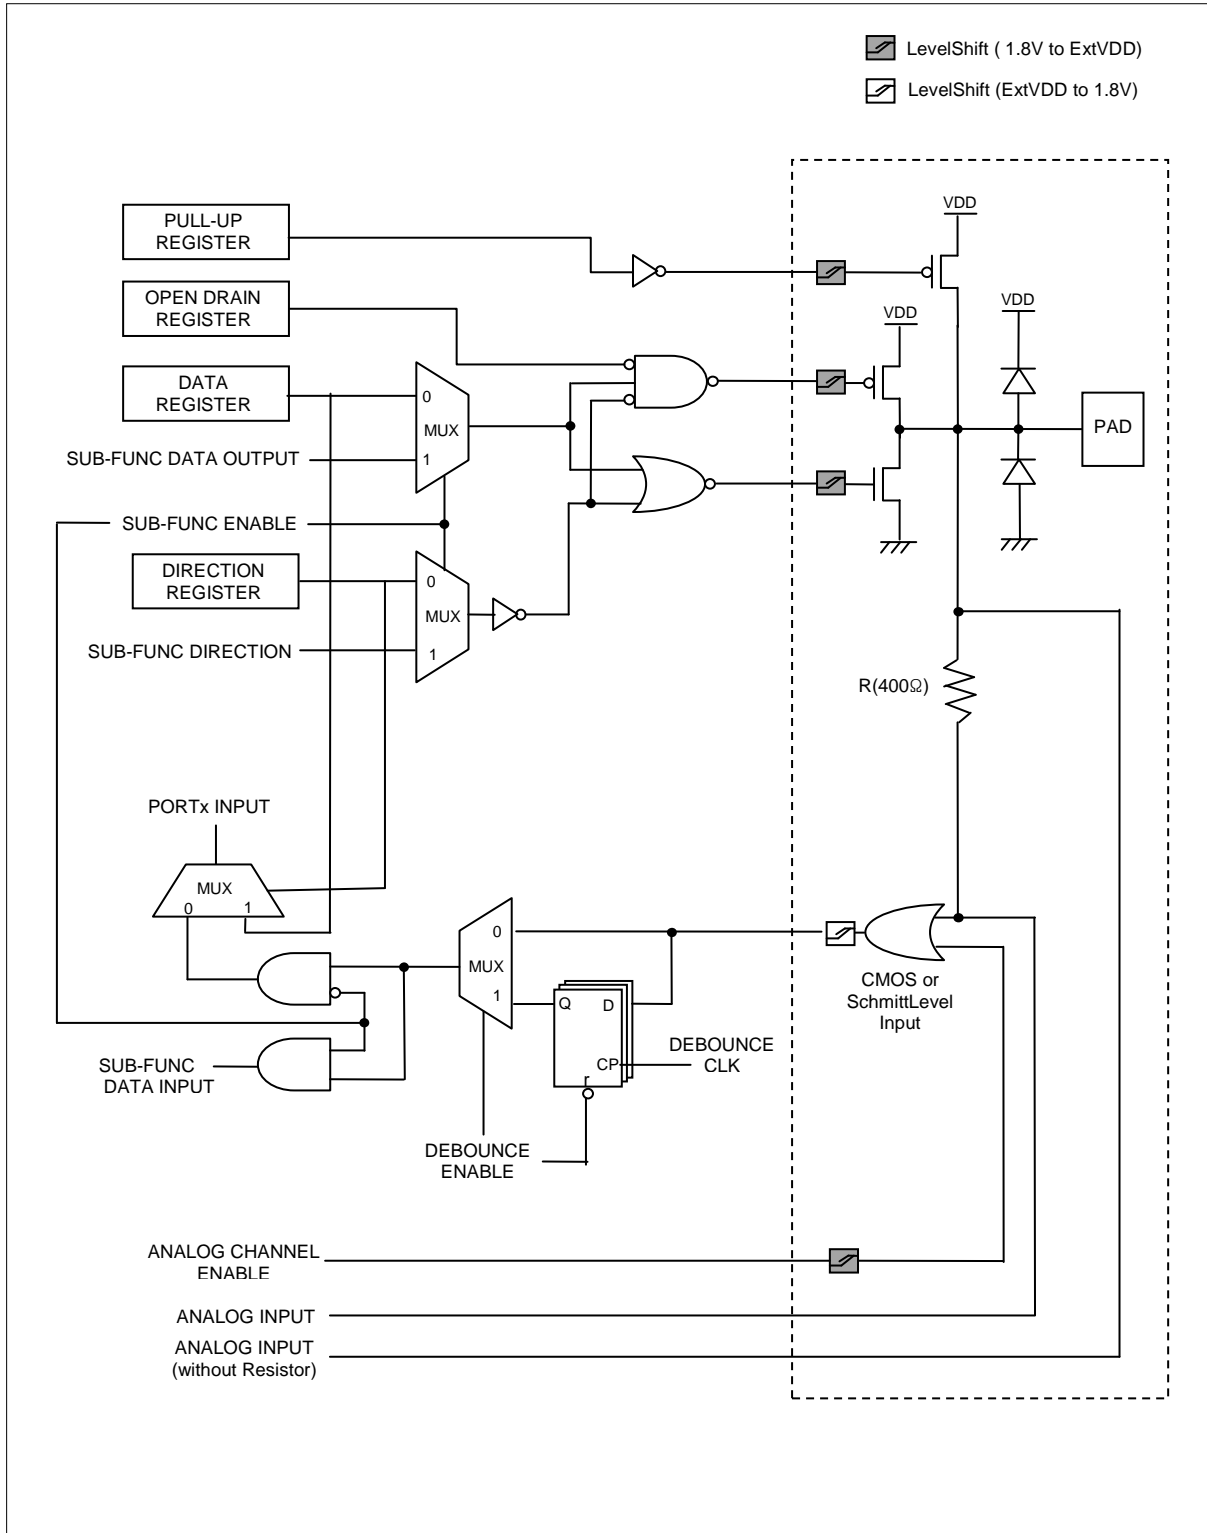 LevelShift ( 1.8V to ExtVDD)
LevelShift (ExtVDD to 1.8V)
PULL-UP
REGISTER
VDD
OPEN DRAIN
REGISTER
VDD
VDD
DATA
REGISTER
0
MUX
1
PAD
SUB-FUNC DATA OUTPUT
SUB-FUNC ENABLE
DIRECTION
REGISTER
0
MUX
1
SUB-FUNC DIRECTION
R(400Ω)
PORTx INPUT
MUX
0
1
0
MUX
1
Q
D
CP
r
CMOS or
SchmittLevel
Input
DEBOUNCE
CLK
SUB-FUNC
DATA INPUT
DEBOUNCE
ENABLE
ANALOG CHANNEL
ENABLE
ANALOG INPUT
ANALOG INPUT
(without Resistor)